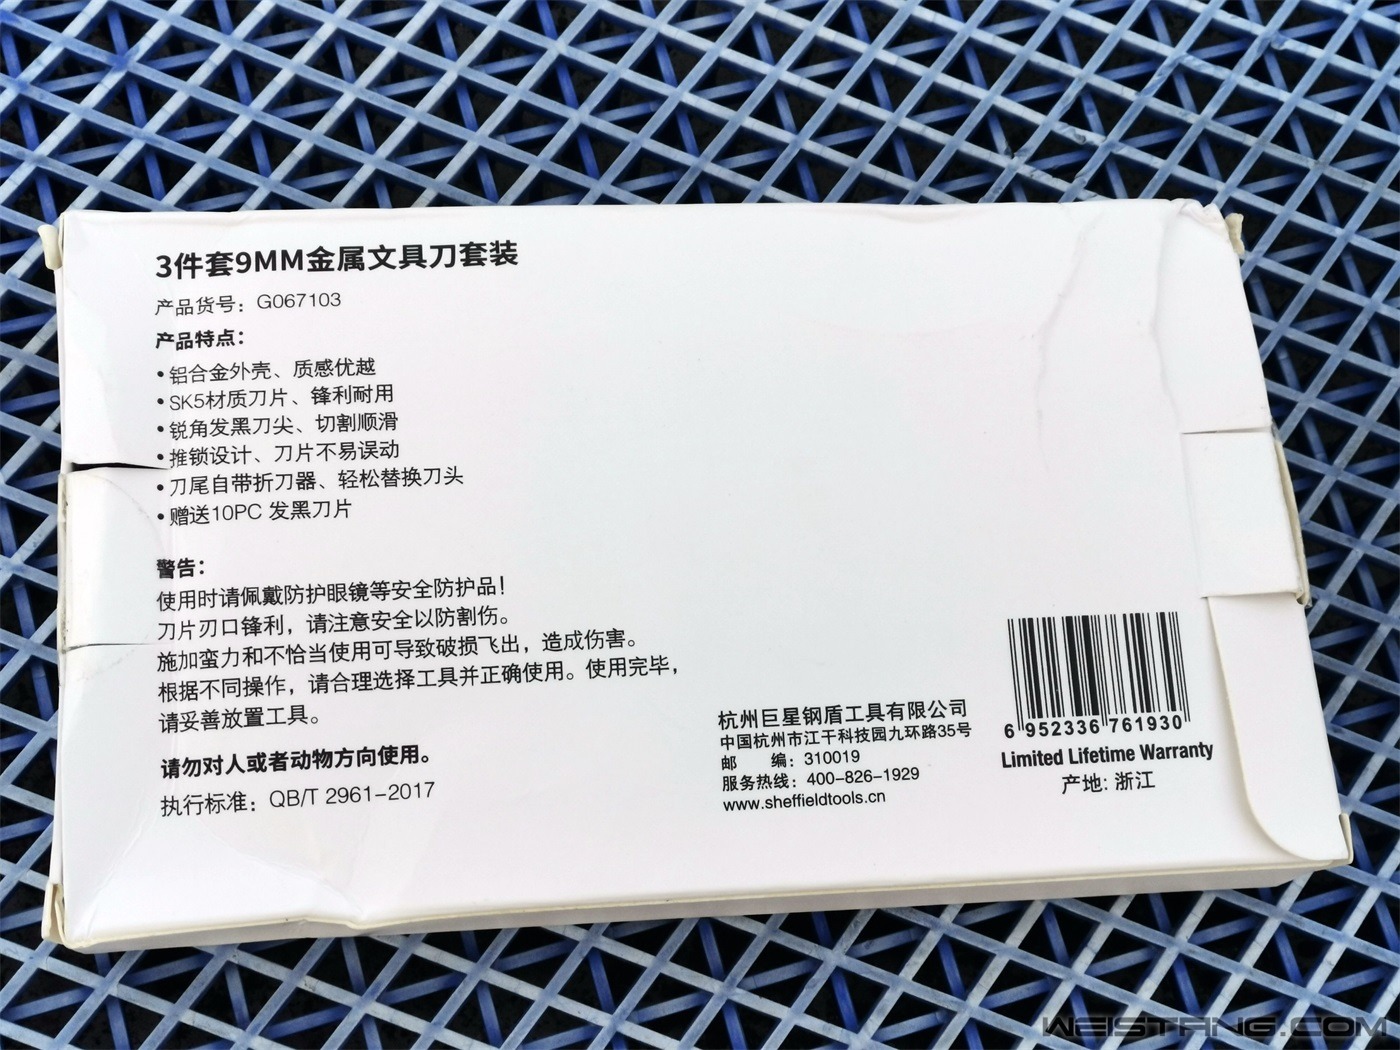 3件套9MM金属文具刀套装
产品货号：G067103
产品特点：
•铝合金外壳、质感优越
•SK5材质刀片、锋利耐用
•锐角发黑刀尖、切割顺滑
•推锁设计、刀片不易误动
•刀尾自带折刀器、轻松替换刀头
•赠送10PC 发黑刀片
警告：
使用时请佩戴防护眼镜等安全防护品！
刀片刃口锋利，请注意安全以防割伤。
施加蛮力和不恰当使用可导致破损飞出，造成伤害。
根据不同操作，请合理选择工具并正确使用。使用完毕，
请妥善放置工具。
请勿对人或者动物方向使用。
执行标准：QB/T 2961-2017
杭州巨星钢盾工具有限公司
中国杭州市江干科技园九环路35号
邮 编：310019
服务热线：400-826-1929
www.sheffieldtools.cn
6 952336 761930
Limited Lifetime Warranty
产地: 浙江
WEISTANG.COM